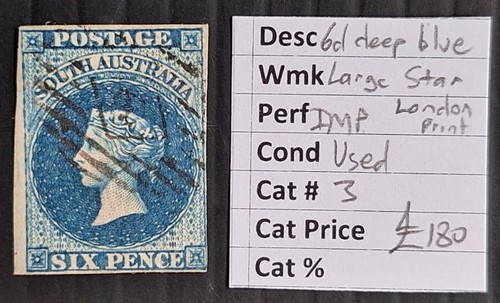 POSTAGE
SOUTH AUSTRALIA
SIX PENCE
Desc 6d deep blue
Wmk Large Star
Perf IMP London Print
Cond Used
Cat # 3
Cat Price £180
Cat %